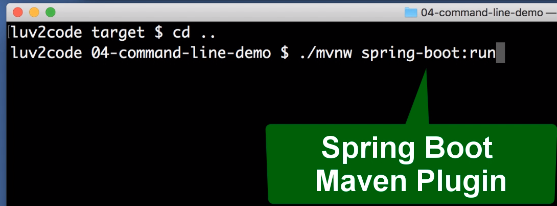 04-command-line-demo —
luv2code target $ cd ..
luv2code 04-command-line-demo $ ./mvnw spring-boot:run
Spring Boot
Maven Plugin